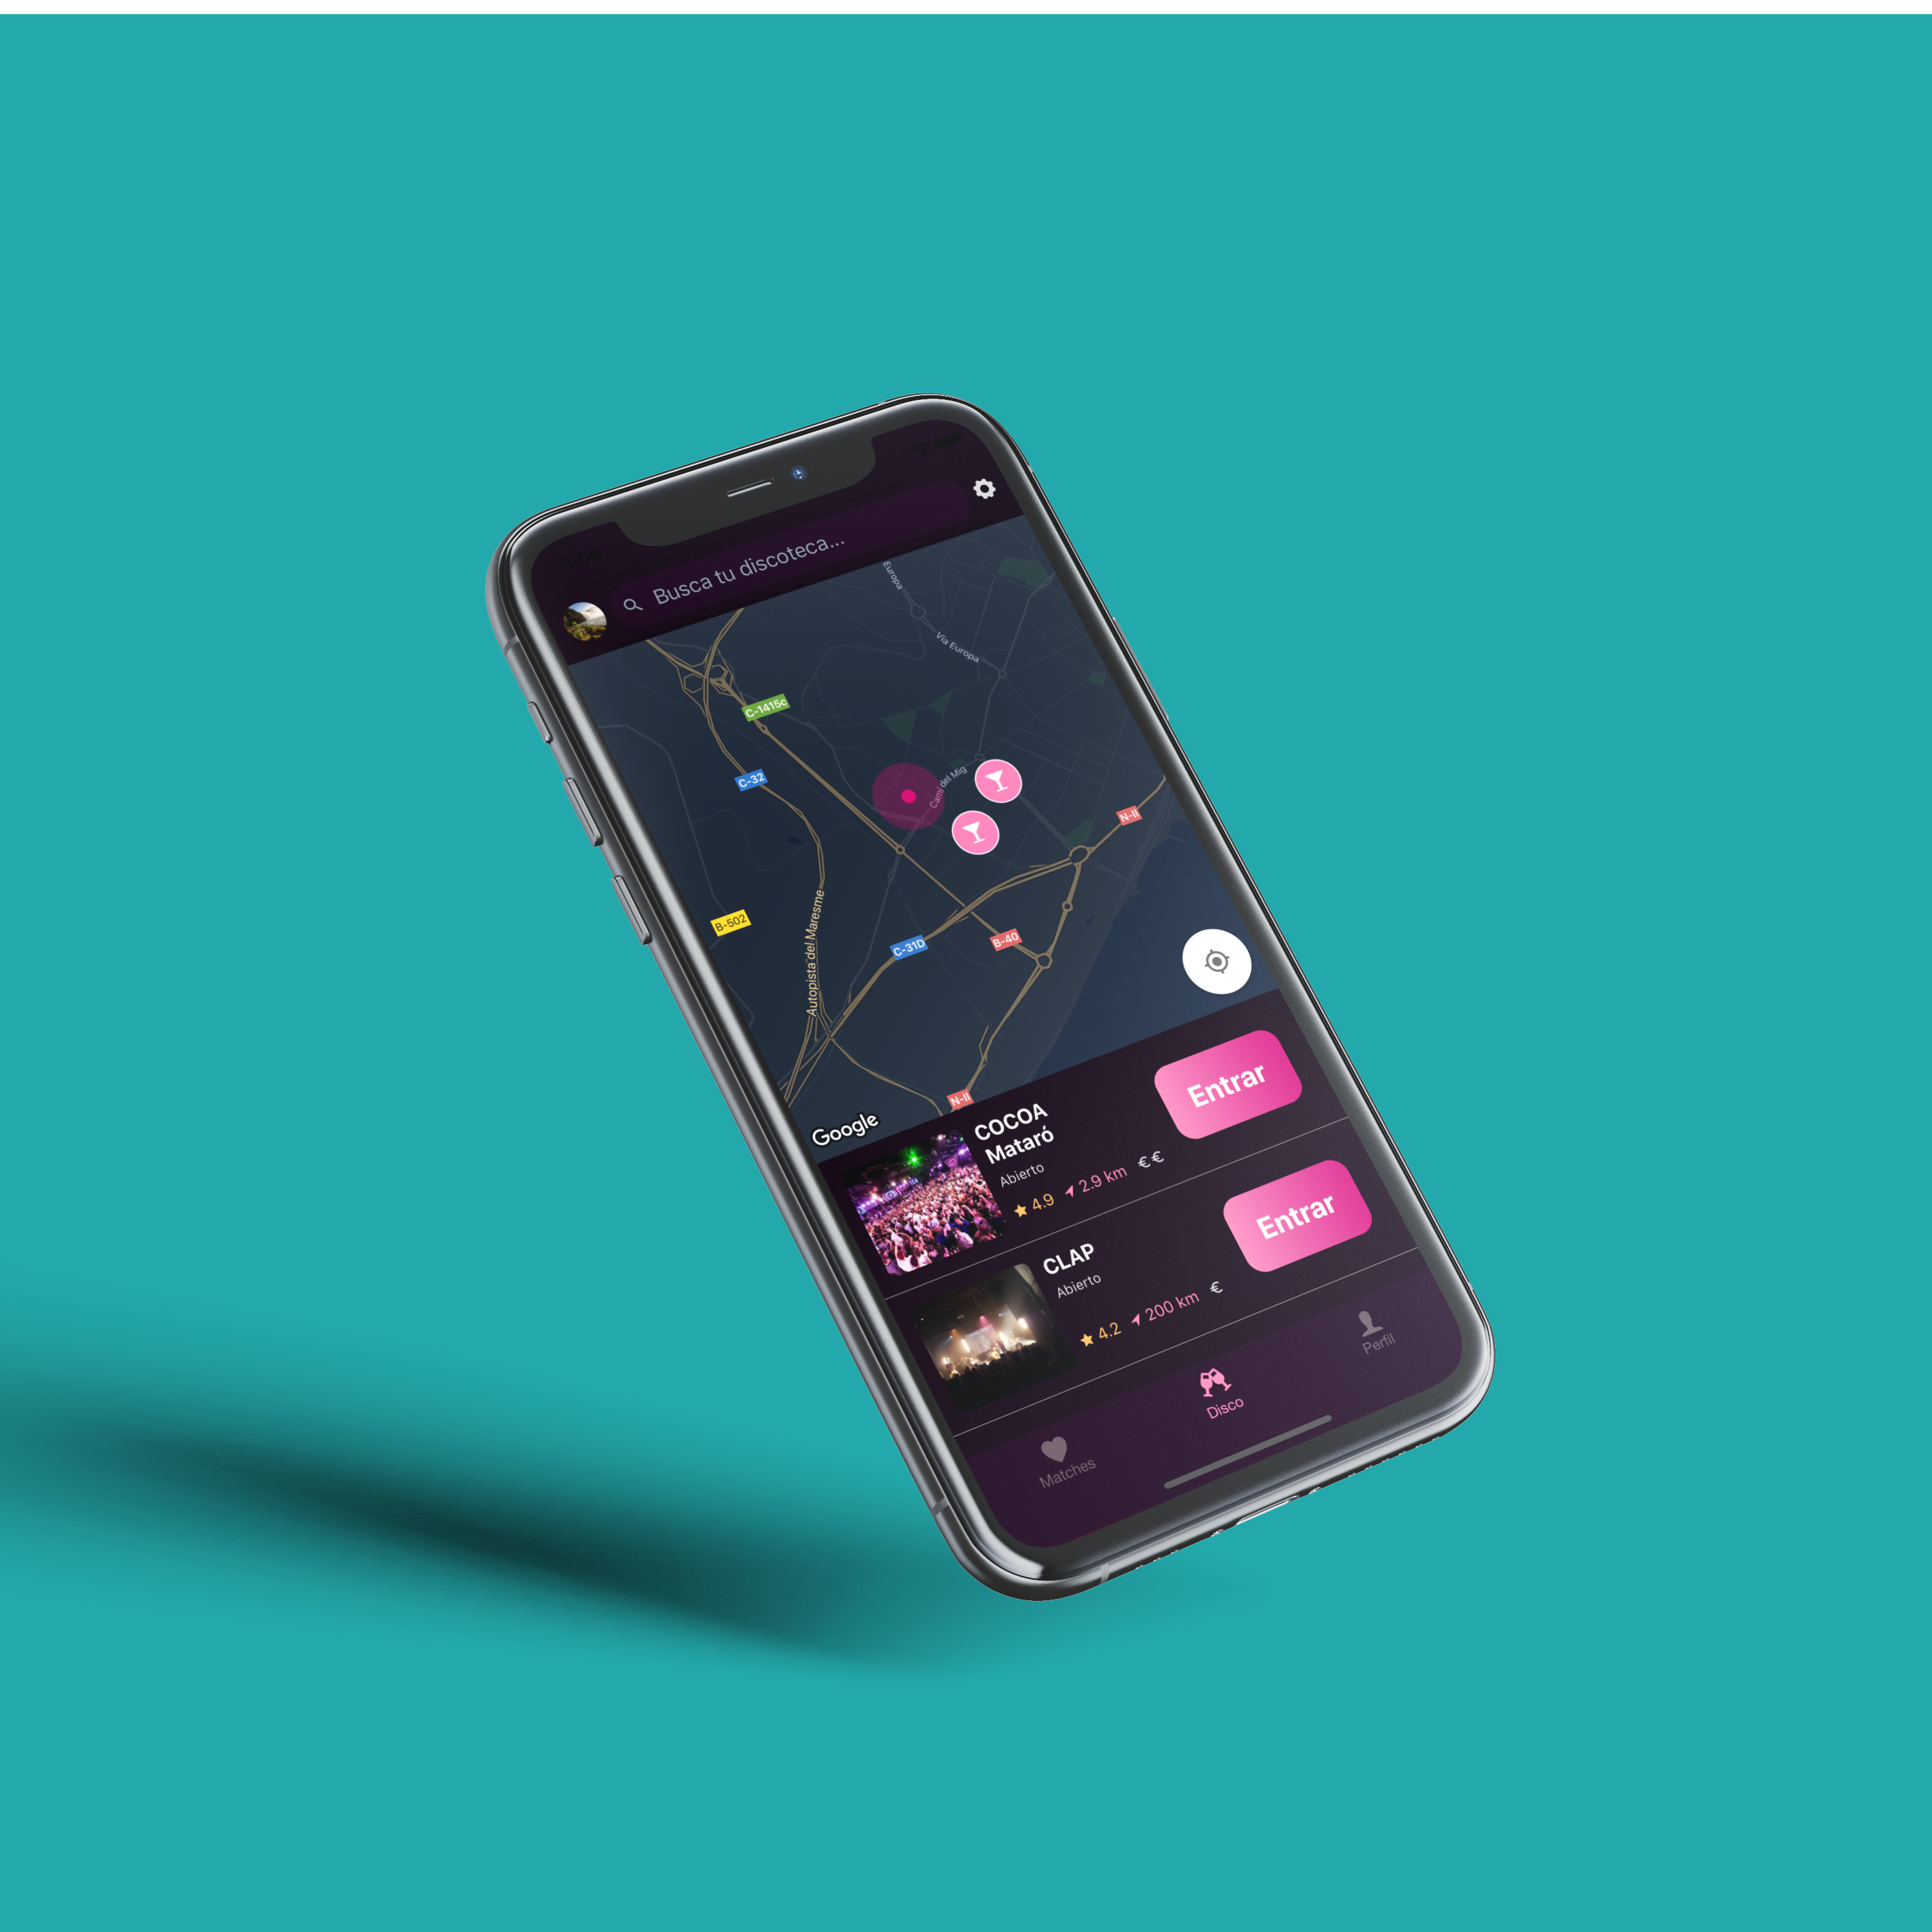 3:06
Busca tu discoteca...
Europa
Via Europa
C-1415c
C-32
Camí del Mig
N-II
B-502
Autopista del Maresme
C-31D
B-40
N-II
Google
COCOA
Mataró
Abierto
4.9 2.9 km €€
Entrar
CLAP
Abierto
4.2 200 km €
Entrar
Matches
Disco
Perfil